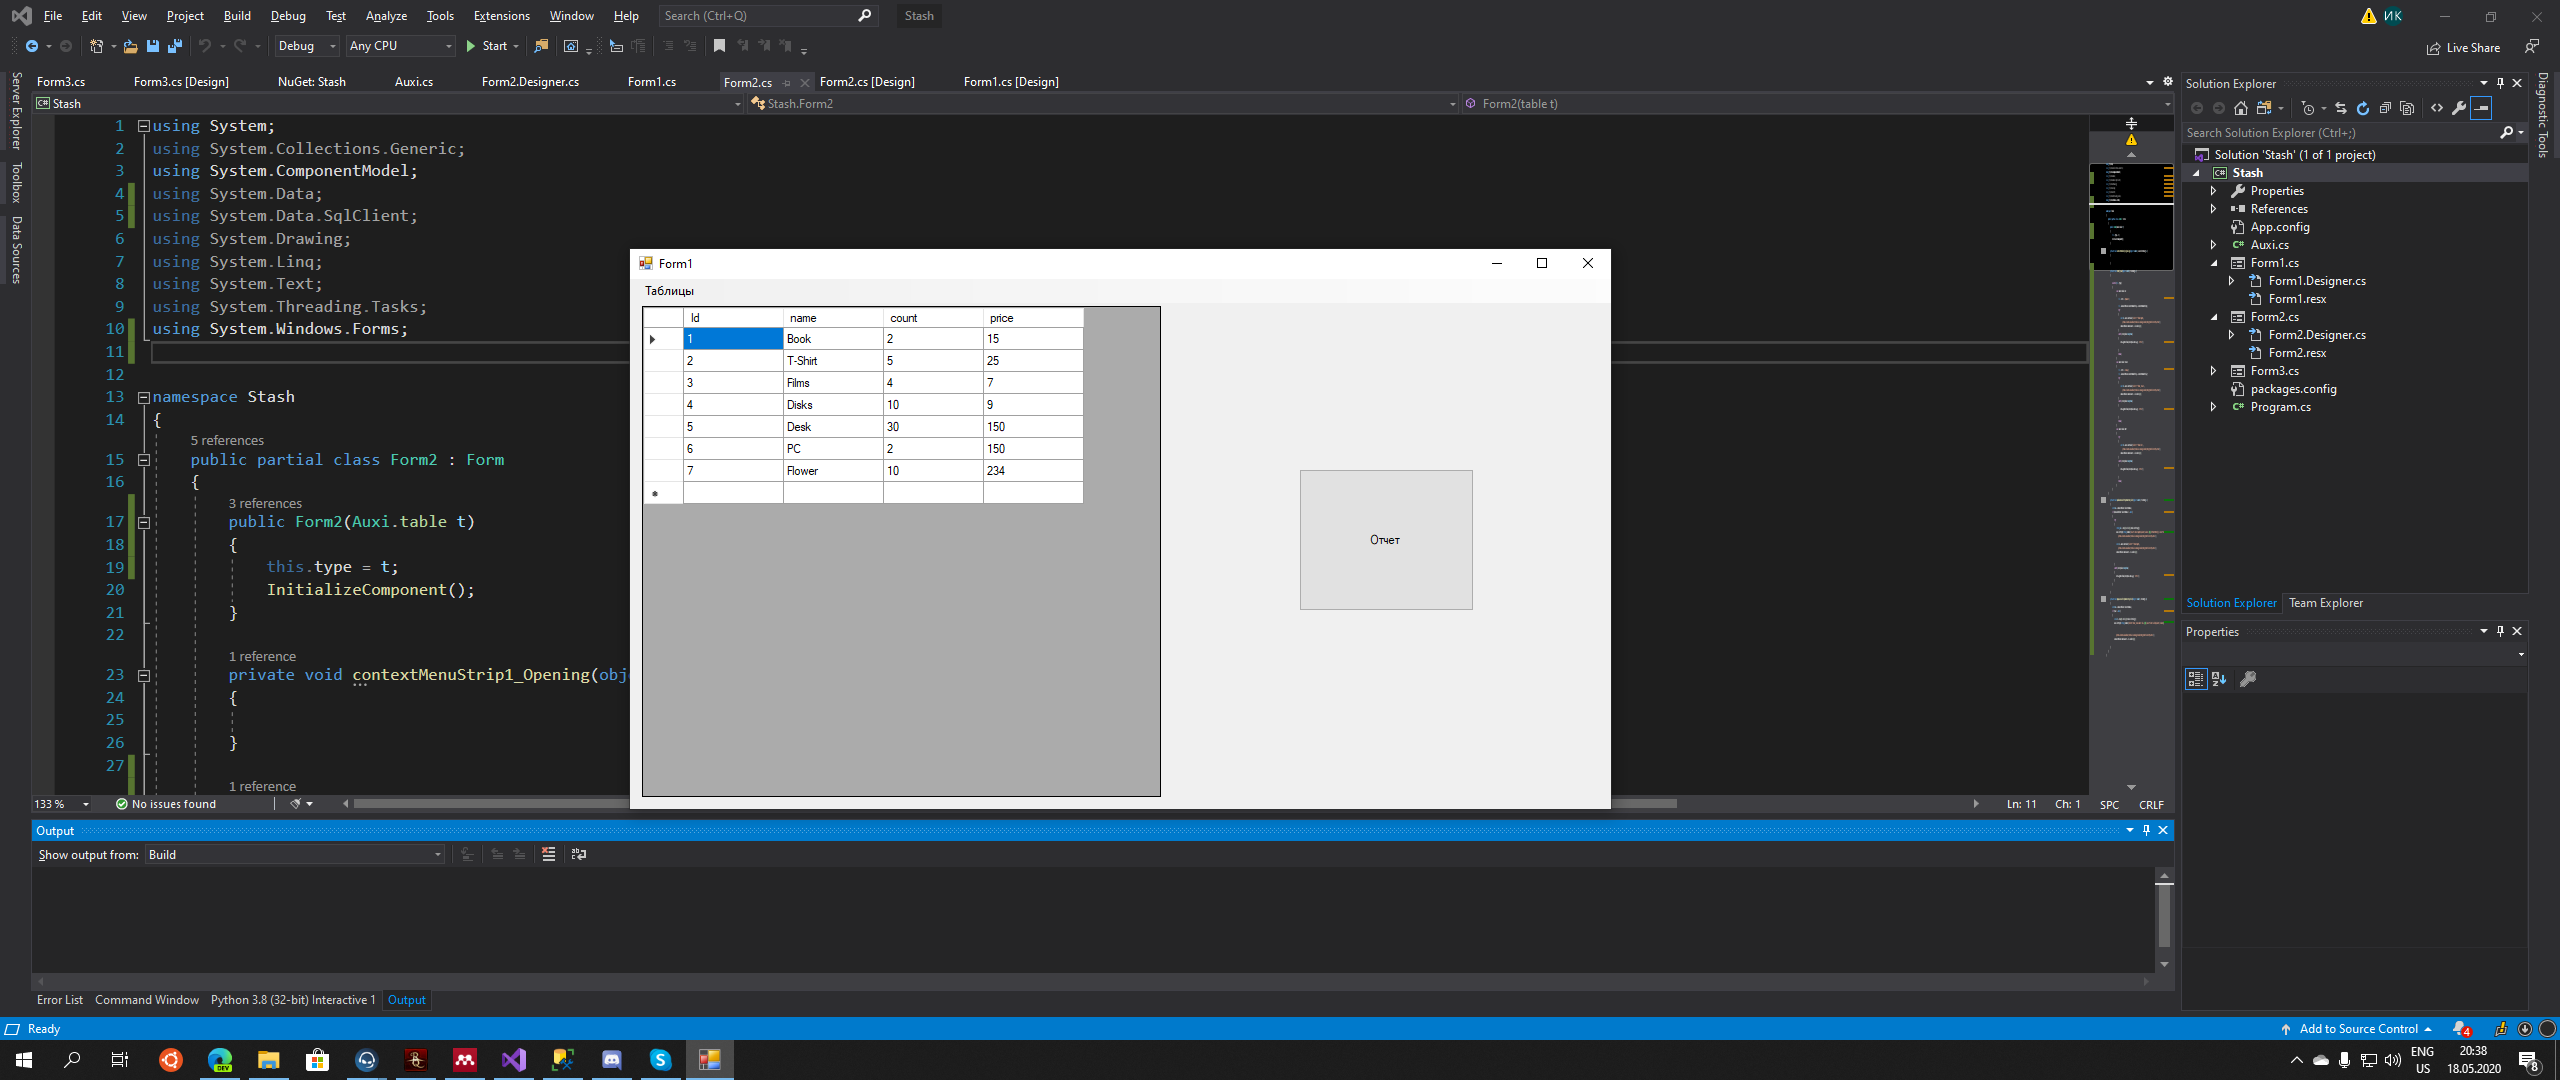 File Edit View Project Build Debug Test Analyze Tools Extensions Window Help Search (Ctrl+Q) Stash ИК
Debug Any CPU Start Live Share
Form3.cs Form3.cs [Design] NuGet: Stash Auxi.cs Form2.Designer.cs Form1.cs Form2.cs Form2.cs [Design] Form1.cs [Design]
Stash Stash.Form2 Form2(table t)
Server Explorer
Toolbox
Data Sources
1 using System;
2 using System.Collections.Generic;
3 using System.ComponentModel;
4 using System.Data;
5 using System.Data.SqlClient;
6 using System.Drawing;
7 using System.Linq;
8 using System.Text;
9 using System.Threading.Tasks;
10 using System.Windows.Forms;
11
12
13 namespace Stash
14 {
5 references
15 public partial class Form2 : Form
16 {
3 references
17 public Form2(Auxi.table t)
18 {
19 this.type = t;
20 InitializeComponent();
21 }
22
1 reference
23 private void contextMenuStrip1_Opening(obj
24 {
25
26 }
27
1 reference
133 % No issues found Ln: 11 Ch: 1 SPC CRLF
Form1
Таблицы
Id name count price
1 Book 2 15
2 T-Shirt 5 25
3 Films 4 7
4 Disks 10 9
5 Desk 30 150
6 PC 2 150
7 Flower 10 234
Отчет
Solution Explorer
Search Solution Explorer (Ctrl+;)
Solution 'Stash' (1 of 1 project)
Stash
Properties
References
App.config
Auxi.cs
Form1.cs
Form1.Designer.cs
Form1.resx
Form2.cs
Form2.Designer.cs
Form2.resx
Form3.cs
packages.config
Program.cs
Solution Explorer Team Explorer
Properties
Diagnostic Tools
Output
Show output from: Build
Error List Command Window Python 3.8 (32-bit) Interactive 1 Output
Ready Add to Source Control 4
DEV
ENG
US
20:38
18.05.2020
8